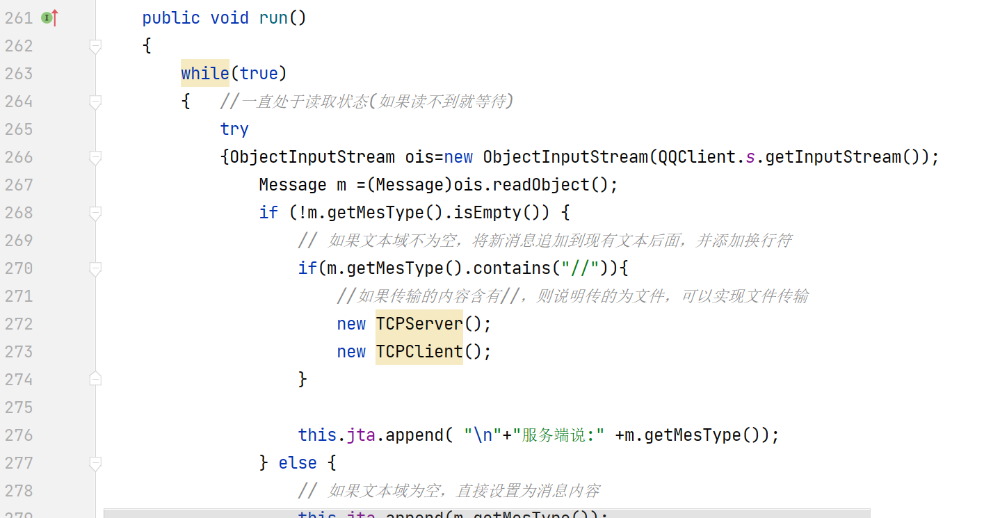 261 public void run()
262 {
263 while(true)
264 { //一直处于读取状态(如果读不到就等待)
265 try
266 {ObjectInputStream ois=new ObjectInputStream(QQClient.s.getInputStream());
267 Message m =(Message)ois.readObject();
268 if (!m.getMesType().isEmpty()) {
269 // 如果文本域不为空，将新消息追加到现有文本后面，并添加换行符
270 if(m.getMesType().contains("//")){
271 //如果传输的内容含有//，则说明传的为文件，可以实现文件传输
272 new TCPServer();
273 new TCPClient();
274 }
275
276 this.jta.append( "\n"+"服务端说:" +m.getMesType());
277 } else {
278 // 如果文本域为空，直接设置为消息内容
279 this.jta.append(m.getMesType());